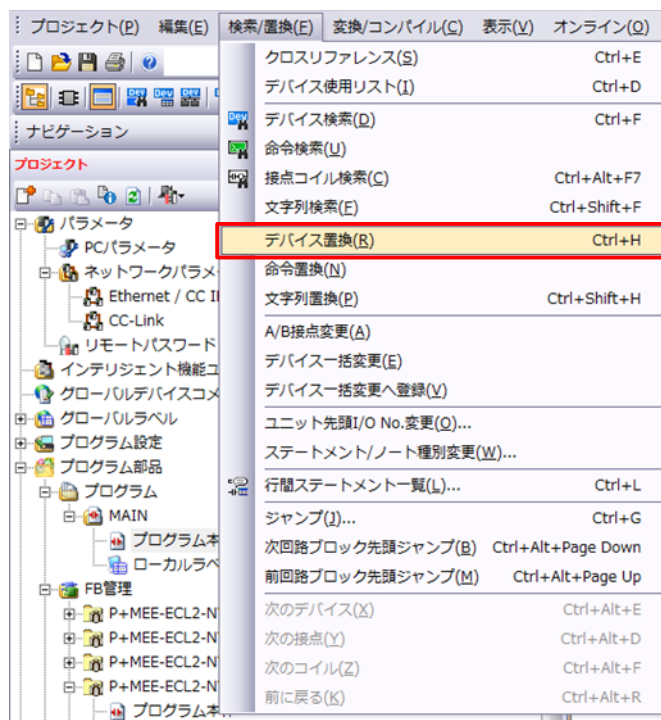 プロジェクト(P) 編集(E) 検索/置換(F) 変換/コンパイル(C) 表示(V) オンライン(O)
クロスリファレンス(S) Ctrl+E
デバイス使用リスト(I) Ctrl+D
デバイス検索(D) Ctrl+F
命令検索(U)
接点コイル検索(C) Ctrl+Alt+F7
文字列検索(E) Ctrl+Shift+F
デバイス置換(R) Ctrl+H
命令置換(N)
文字列置換(P) Ctrl+Shift+H
A/B接点変更(A)
デバイス一括変更(E)
デバイス一括変更へ登録(V)
ユニット先頭I/O No.変更(O)...
ステートメント/ノート種別変更(W)...
行間ステートメント一覧(L)... Ctrl+L
ジャンプ(J)... Ctrl+G
次回路ブロック先頭ジャンプ(B) Ctrl+Alt+Page Down
前回路ブロック先頭ジャンプ(M) Ctrl+Alt+Page Up
次のデバイス(X) Ctrl+Alt+E
次の接点(Y) Ctrl+Alt+D
次のコイル(Z) Ctrl+Alt+F
前に戻る(K) Ctrl+Alt+R
ナビゲーション
プロジェクト
パラメータ
PCパラメータ
ネットワークパラメ
Ethernet / CC I
CC-Link
リモートパスワード
インテリジェント機能ユ
グローバルデバイスコメ
グローバルラベル
プログラム設定
プログラム部品
プログラム
MAIN
プログラム本
ローカルラベ
FB管理
P+MEE-ECL2-N
P+MEE-ECL2-N
P+MEE-ECL2-N
P+MEE-ECL2-N
プログラム本